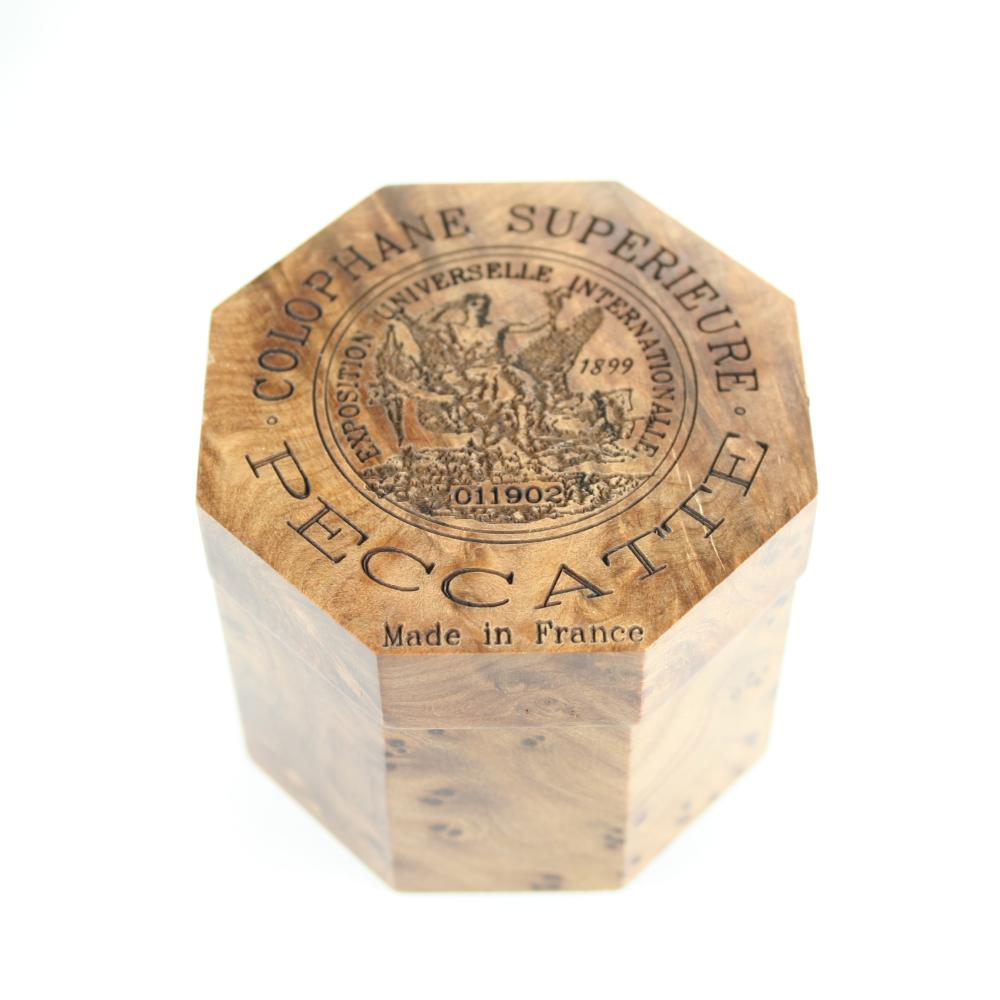 · COLOPHANE SUPERIEURE ·
EXPOSITION UNIVERSELLE INTERNATIONALLE
1899
011902
PECCATTE
Made in France